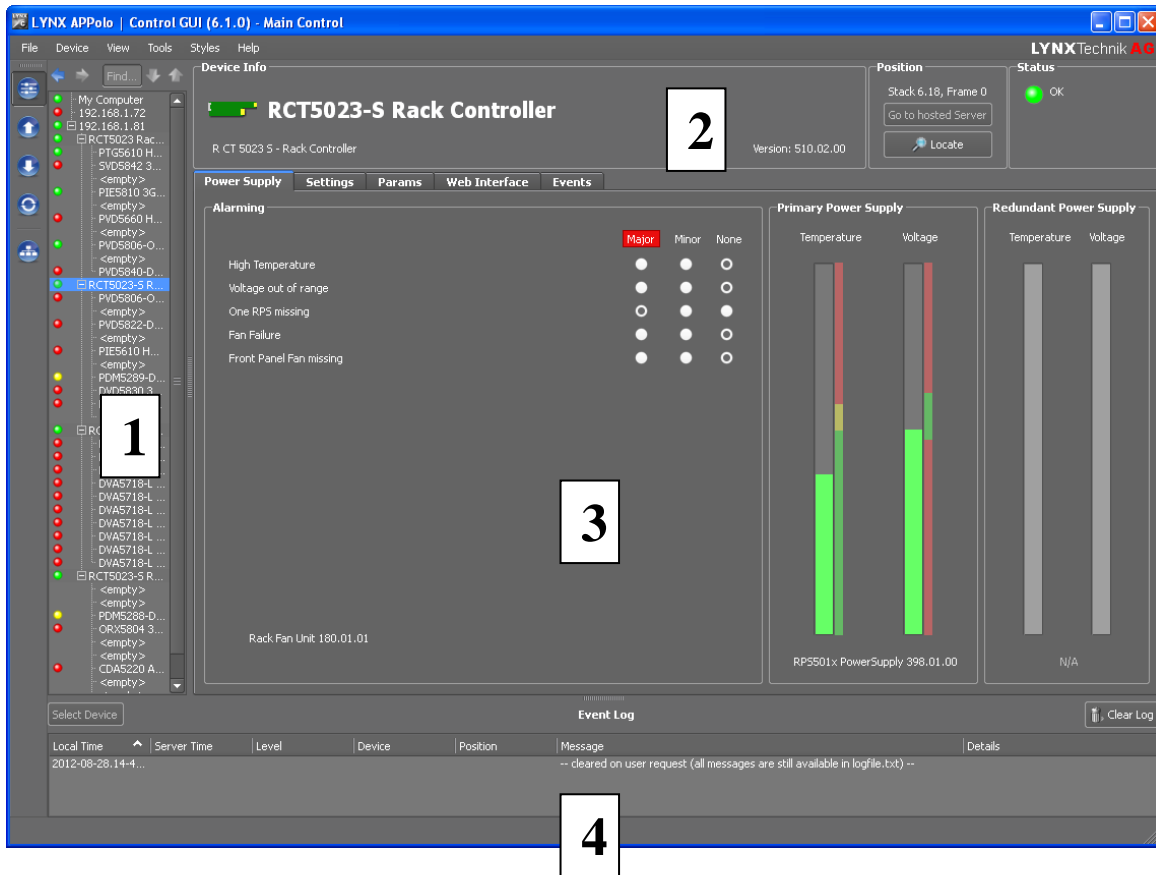 LYNX APPolo | Control GUI (6.1.0) - Main Control
File Device View Tools Styles Help
LYNXTechnik AG
Find...
My Computer
192.168.1.72
192.168.1.81
RCT5023 Rac...
PTG5610 H...
SVD5842 3...
<empty>
PIE5810 3G...
<empty>
PVD5660 H...
<empty>
PVD5806-O...
<empty>
PVD5840-D...
RCT5023-S R...
PVD5806-O...
<empty>
PVD5822-D...
<empty>
PIE5610 H...
<empty>
PDM5289-D...
DVD5830 3...
DVA5718-L ...
DVA5718-L ...
DVA5718-L ...
DVA5718-L ...
DVA5718-L ...
DVA5718-L ...
DVA5718-L ...
RCT5023-S R...
<empty>
<empty>
PDM5288-D...
ORX5804 3...
<empty>
<empty>
CDA5220 A...
<empty>
1
Device Info
RCT5023-S Rack Controller
R CT 5023 S - Rack Controller
Version: 510.02.00
2
Position
Stack 6.18, Frame 0
Go to hosted Server
Locate
Status
OK
Power Supply Settings Params Web Interface Events
Alarming
Major Minor None
High Temperature
Voltage out of range
One RPS missing
Fan Failure
Front Panel Fan missing
3
Rack Fan Unit 180.01.01
Primary Power Supply
Temperature Voltage
RPS501x PowerSupply 398.01.00
Redundant Power Supply
Temperature Voltage
N/A
Select Device
Event Log
Clear Log
Local Time Server Time Level Device Position Message Details
2012-08-28.14-4... -- cleared on user request (all messages are still available in logfile.txt) --
4